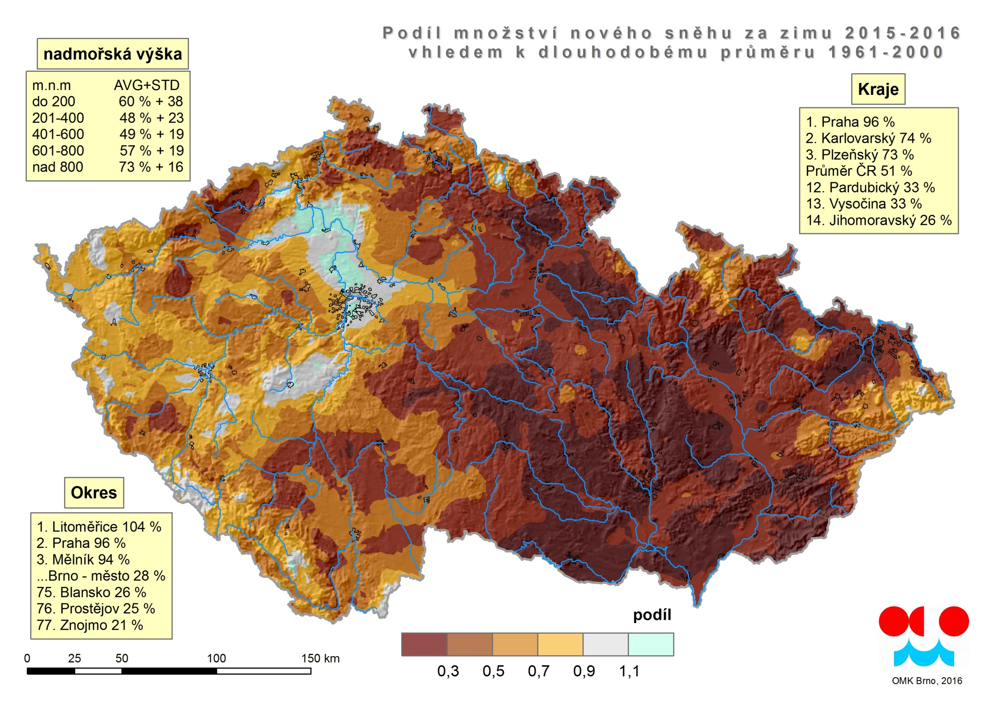 Podíl množství nového sněhu za zimu 2015-2016
vhledem k dlouhodobému průměru 1961-2000
nadmořská výška
m.n.m AVG+STD
do 200 60 % + 38
201-400 48 % + 23
401-600 49 % + 19
601-800 57 % + 19
nad 800 73 % + 16
Kraje
1. Praha 96 %
2. Karlovarský 74 %
3. Plzeňský 73 %
Průměr ČR 51 %
12. Pardubický 33 %
13. Vysočina 33 %
14. Jihomoravský 26 %
Okres
1. Litoměřice 104 %
2. Praha 96 %
3. Mělník 94 %
...Brno - město 28 %
75. Blansko 26 %
76. Prostějov 25 %
77. Znojmo 21 %
0 25 50 100 150 km
podíl
0,3 0,5 0,7 0,9 1,1
OMK Brno, 2016